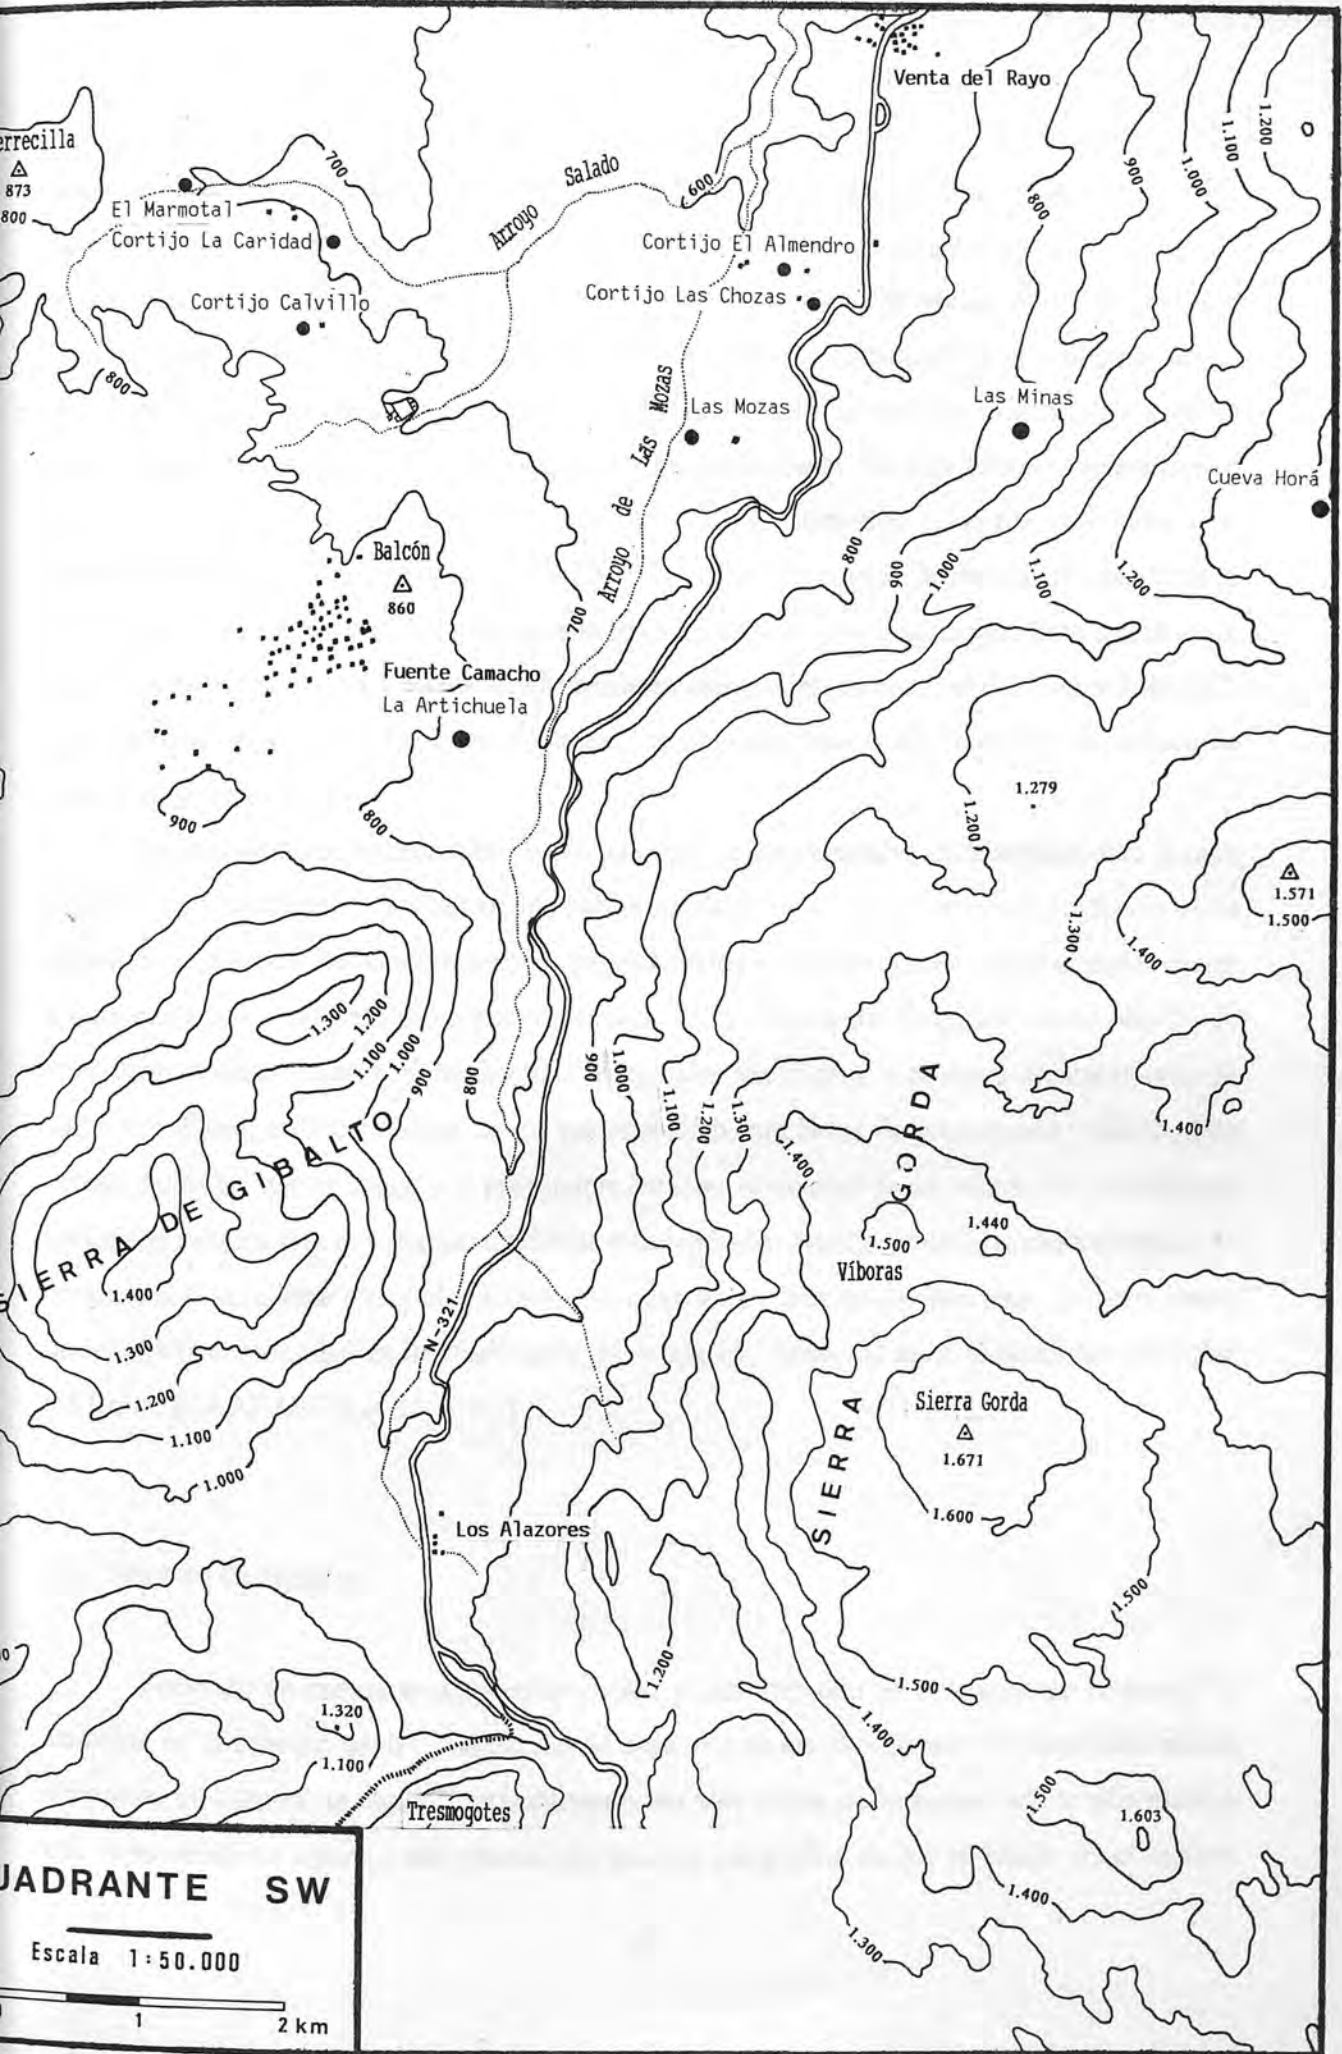 Venta del Rayo
errecilla
873
800
700
Salado
Arroyo
600
800
900
1.000
1.100
1.200
El Marmotal
Cortijo La Caridad
Cortijo Calvillo
800
Cortijo El Almendro
Cortijo Las Chozas
Las Mozas
Las Minas
Cueva Horá
Arroyo de Las Mozas
Balcón
860
700
800
900
1.000
1.100
1.200
Fuente Camacho
La Artichuela
900
800
1.279
1.200
1.571
1.500
1.300
1.400
1.300
1.200
1.100
1.000
900
800
900
1.000
1.100
1.200
1.300
1.400
1.400
SIERRA DE GIBALTO
SIERRA GORDA
1.440
1.500
Víboras
1.400
1.300
1.200
1.100
1.000
N-321
Sierra Gorda
1.671
1.600
Los Alazores
1.500
1.200
1.500
1.400
1.320
1.100
Tresmogotes
1.500
1.603
1.400
1.300
UADRANTE SW
Escala 1:50.000
1
2 km